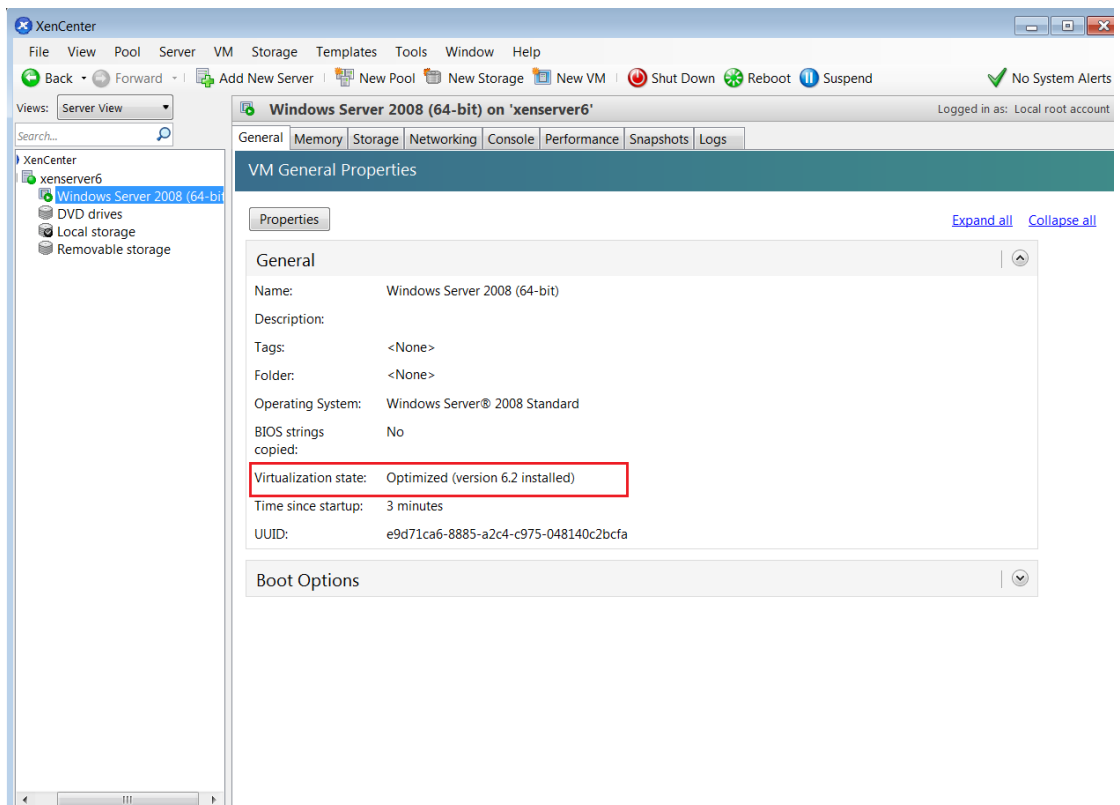 XenCenter
File View Pool Server VM Storage Templates Tools Window Help
Back Forward Add New Server New Pool New Storage New VM Shut Down Reboot Suspend No System Alerts
Views: Server View
Windows Server 2008 (64-bit) on 'xenserver6' Logged in as: Local root account
Search...
General Memory Storage Networking Console Performance Snapshots Logs
XenCenter
xenserver6
Windows Server 2008 (64-bit
DVD drives
Local storage
Removable storage
VM General Properties
Properties Expand all Collapse all
General
Name: Windows Server 2008 (64-bit)
Description:
Tags: <None>
Folder: <None>
Operating System: Windows Server® 2008 Standard
BIOS strings No
copied:
Virtualization state: Optimized (version 6.2 installed)
Time since startup: 3 minutes
UUID: e9d71ca6-8885-a2c4-c975-048140c2bcfa
Boot Options